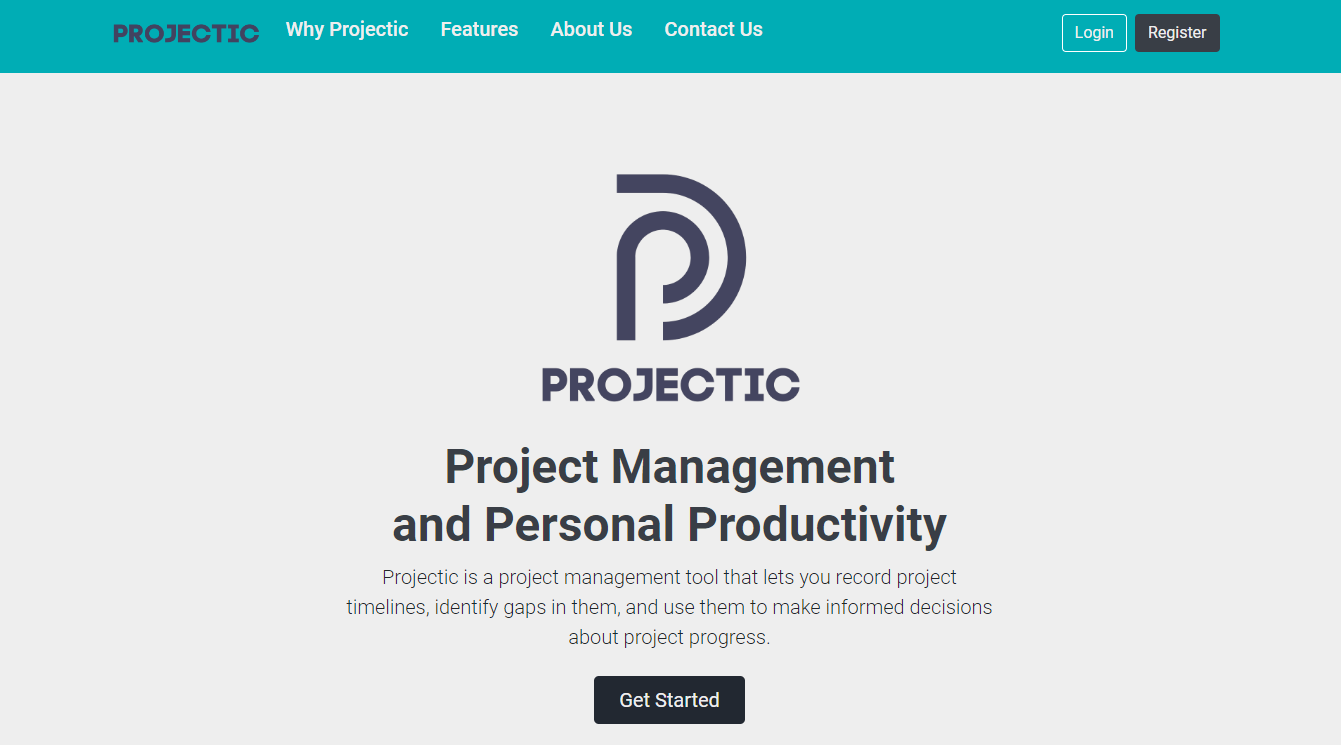 PROJECTIC
Why Projectic
Features
About Us
Contact Us
Login
Register
PROJECTIC
Project Management
and Personal Productivity
Projectic is a project management tool that lets you record project
timelines, identify gaps in them, and use them to make informed decisions
about project progress.
Get Started